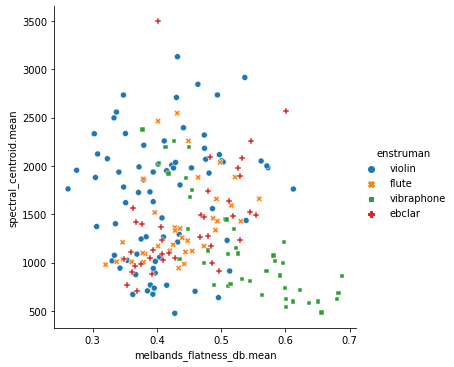 3500
3000
2500
2000
1500
1000
500
spectral_centroid.mean
0.3 0.4 0.5 0.6 0.7
melbands_flatness_db.mean
enstruman
violin
flute
vibraphone
ebclar